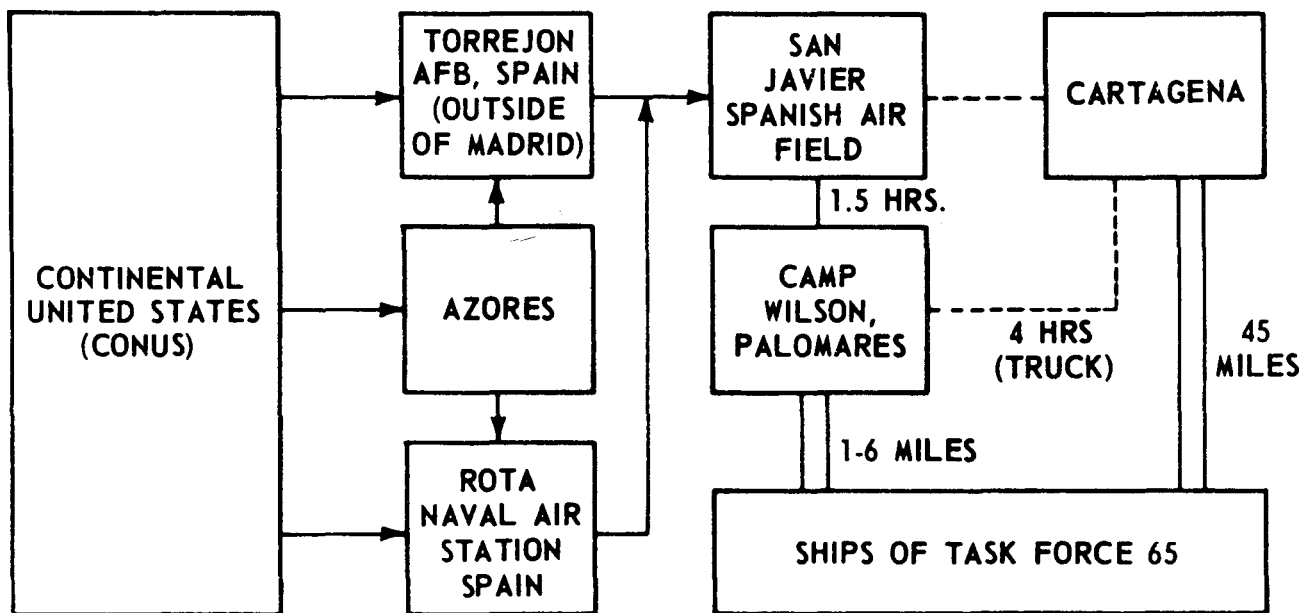 CONTINENTAL
UNITED STATES
(CONUS)
TORREJON
AFB, SPAIN
(OUTSIDE
OF MADRID)
AZORES
ROTA
NAVAL AIR
STATION
SPAIN
SAN
JAVIER
SPANISH AIR
FIELD
1.5 HRS.
CAMP
WILSON,
PALOMARES
CARTAGENA
4 HRS
(TRUCK)
45
MILES
1-6 MILES
SHIPS OF TASK FORCE 65